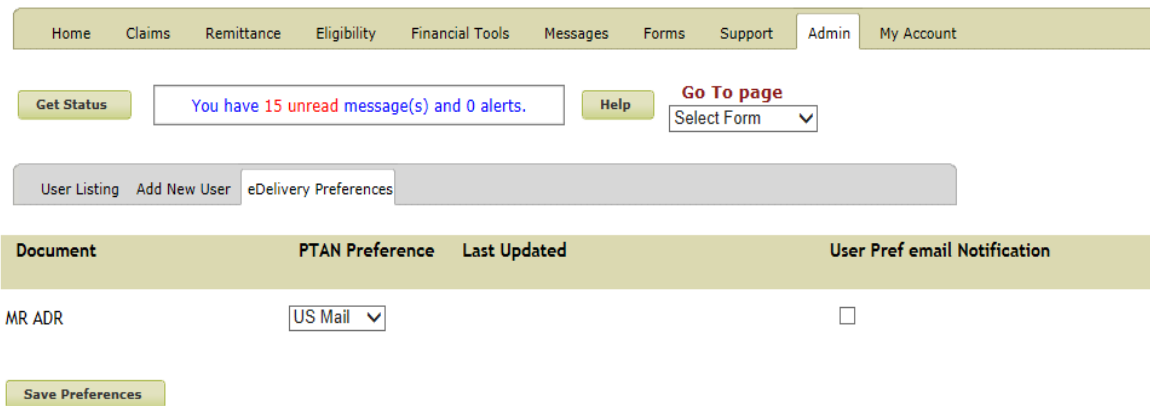 Home Claims Remittance Eligibility Financial Tools Messages Forms Support Admin My Account
Go To page
Get Status You have 15 unread message(s) and 0 alerts. Help Select Form
User Listing Add New User eDelivery Preferences
Document PTAN Preference Last Updated User Pref email Notification
MR ADR US Mail
Save Preferences